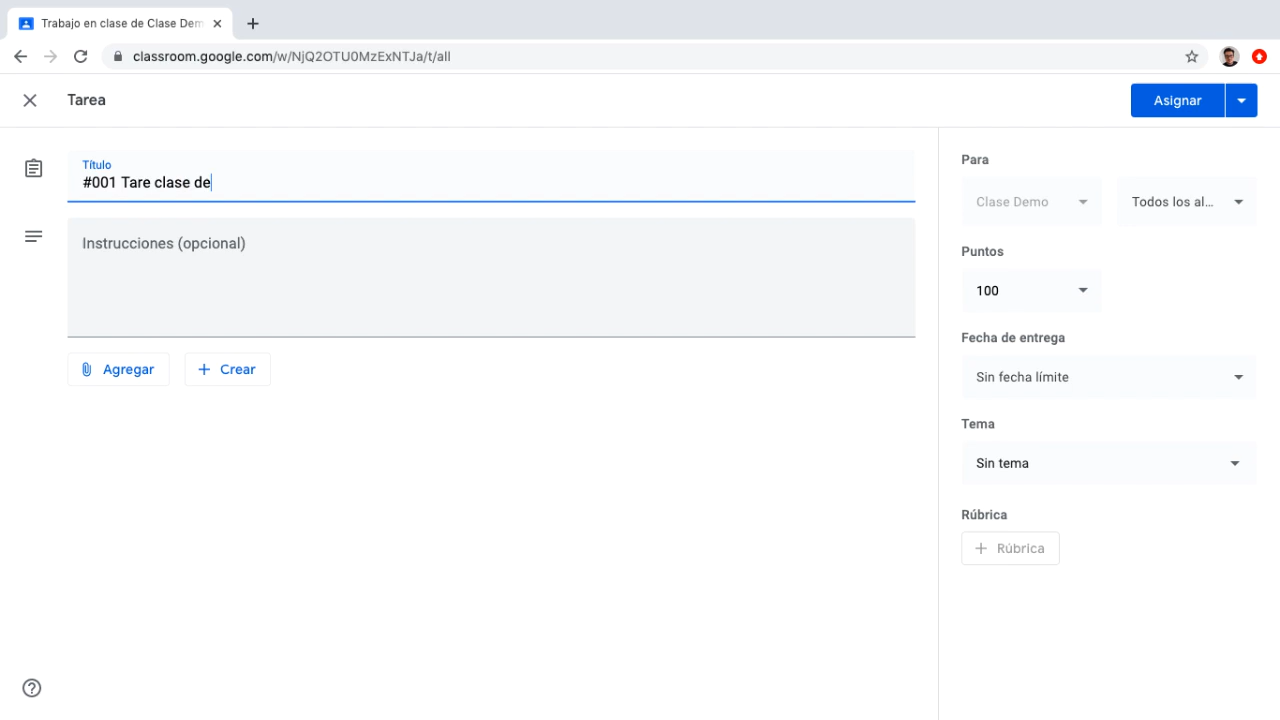 Trabajo en clase de Clase Dem
classroom.google.com/w/NjQ2OTU0MzExNTJa/t/all
Tarea
Asignar
Título
#001 Tare clase de
Instrucciones (opcional)
Agregar
Crear
Para
Clase Demo
Todos los al...
Puntos
100
Fecha de entrega
Sin fecha límite
Tema
Sin tema
Rúbrica
Rúbrica